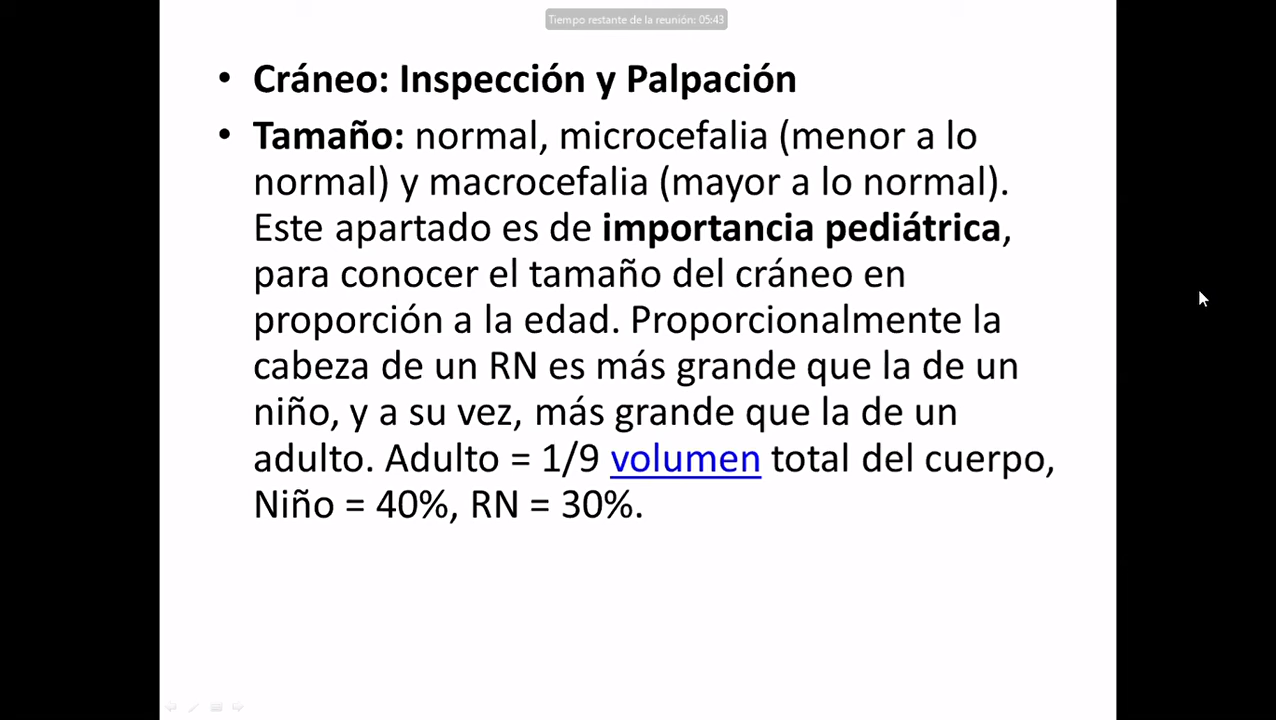 Tiempo restante de la reunión: 05:43
• Cráneo: Inspección y Palpación
• Tamaño: normal, microcefalia (menor a lo
normal) y macrocefalia (mayor a lo normal).
Este apartado es de importancia pediátrica,
para conocer el tamaño del cráneo en
proporción a la edad. Proporcionalmente la
cabeza de un RN es más grande que la de un
niño, y a su vez, más grande que la de un
adulto. Adulto = 1/9 volumen total del cuerpo,
Niño = 40%, RN = 30%.